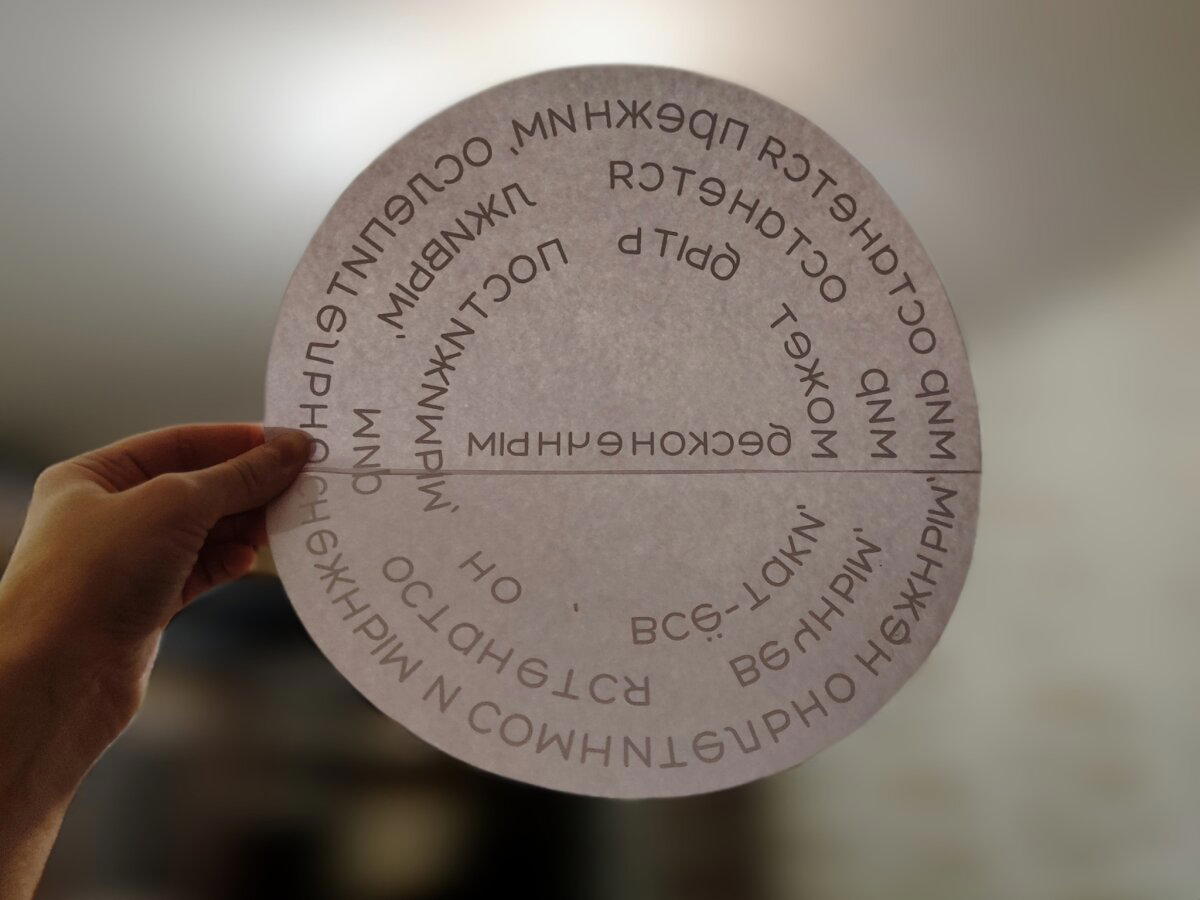 мир останется прежним,
ослепительно снежным и сомнительно нежным,
мир останется лживым,
мир останется вечным,
может быть постижимым,
но всё-таки,
бесконечным